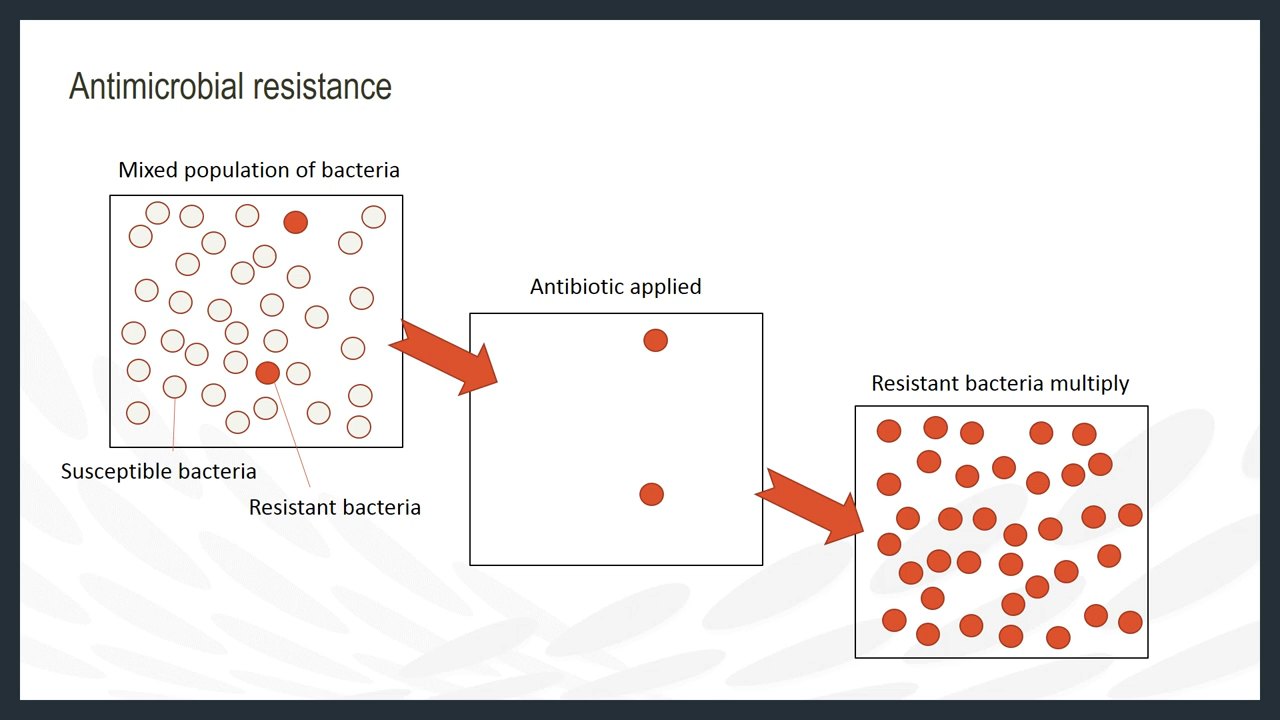 Antimicrobial resistance
Mixed population of bacteria
Susceptible bacteria
Resistant bacteria
Antibiotic applied
Resistant bacteria multiply